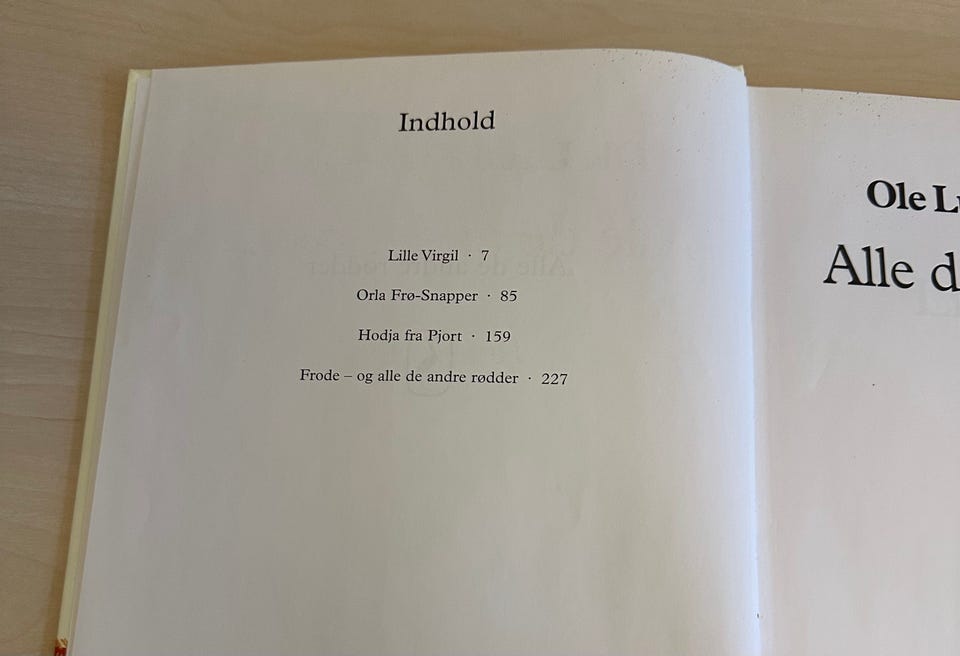 Indhold
Lille Virgil · 7
Orla Frø-Snapper · 85
Hodja fra Pjort · 159
Frode – og alle de andre rødder · 227
Ole
Alle